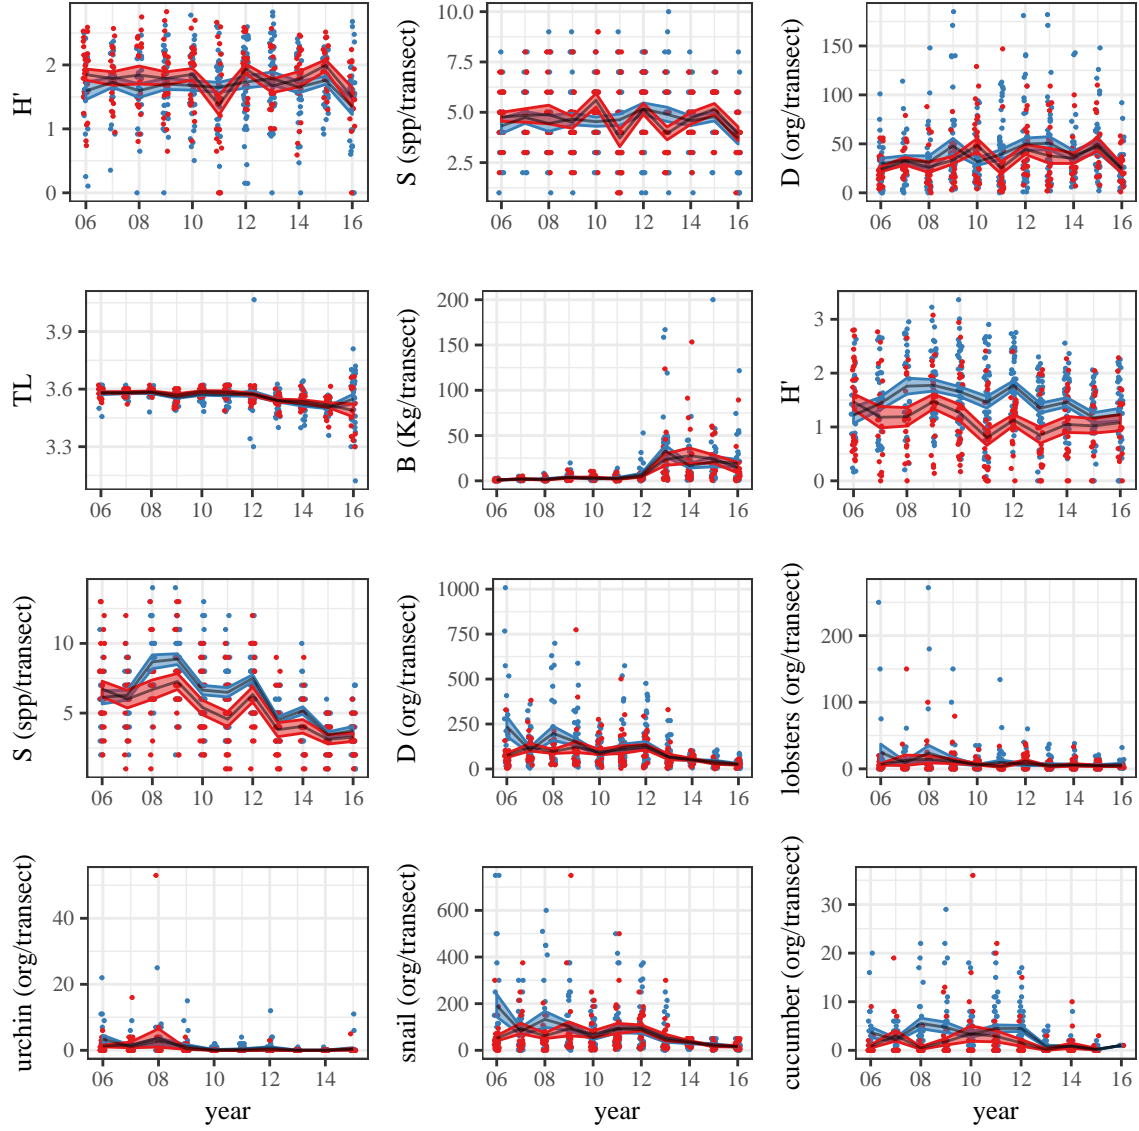 H'
2
1
0
06 08 10 12 14 16
S (spp/transect)
10.0
7.5
5.0
2.5
06 08 10 12 14 16
D (org/transect)
150
100
50
0
06 08 10 12 14 16
TL
3.9
3.6
3.3
06 08 10 12 14 16
B (Kg/transect)
200
150
100
50
0
06 08 10 12 14 16
H'
3
2
1
0
06 08 10 12 14 16
S (spp/transect)
10
5
06 08 10 12 14 16
D (org/transect)
1000
750
500
250
0
06 08 10 12 14 16
lobsters (org/transect)
200
100
0
06 08 10 12 14 16
urchin (org/transect)
40
20
0
06 08 10 12 14
year
snail (org/transect)
600
400
200
0
06 08 10 12 14 16
year
cucumber (org/transect)
30
20
10
0
06 08 10 12 14 16
year